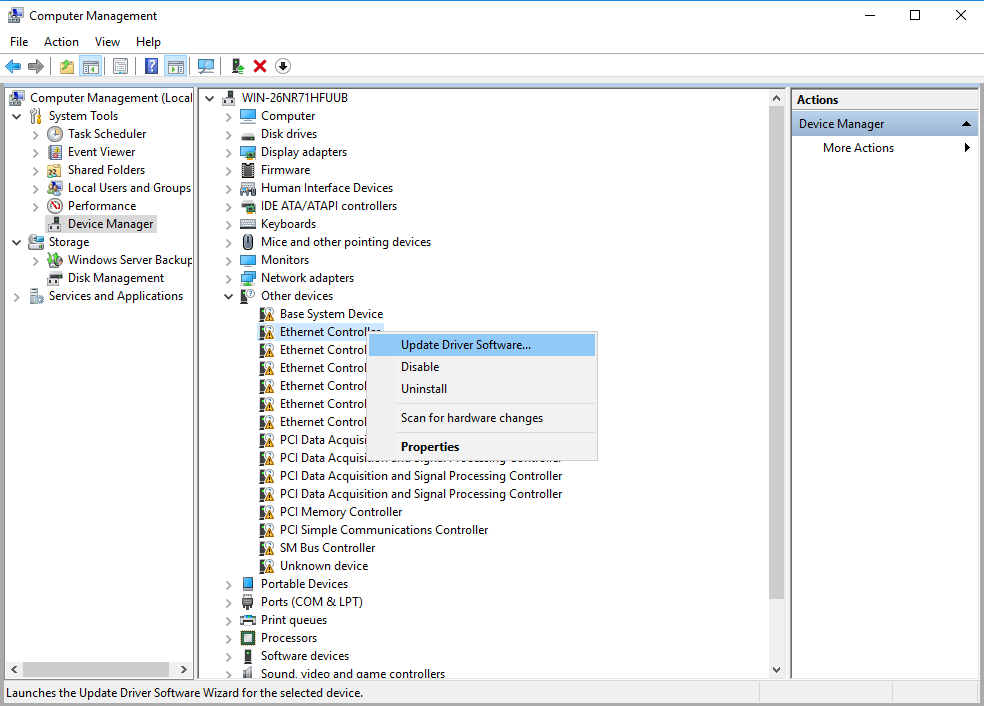 Computer Management
File Action View Help
Computer Management (Local
System Tools
Task Scheduler
Event Viewer
Shared Folders
Local Users and Groups
Performance
Device Manager
Storage
Windows Server Backup
Disk Management
Services and Applications
WIN-26NR71HFUUB
Computer
Disk drives
Display adapters
Firmware
Human Interface Devices
IDE ATA/ATAPI controllers
Keyboards
Mice and other pointing devices
Monitors
Network adapters
Other devices
Base System Device
Ethernet Controller
Ethernet Control
Ethernet Control
Ethernet Control
Ethernet Control
Ethernet Control
PCI Data Acquisi
PCI Data Acquisition and Signal Processing Controller
PCI Data Acquisition and Signal Processing Controller
PCI Data Acquisition and Signal Processing Controller
PCI Memory Controller
PCI Simple Communications Controller
SM Bus Controller
Unknown device
Portable Devices
Ports (COM & LPT)
Print queues
Processors
Software devices
Sound, video and game controllers
Update Driver Software...
Disable
Uninstall
Scan for hardware changes
Properties
Actions
Device Manager
More Actions
Launches the Update Driver Software Wizard for the selected device.